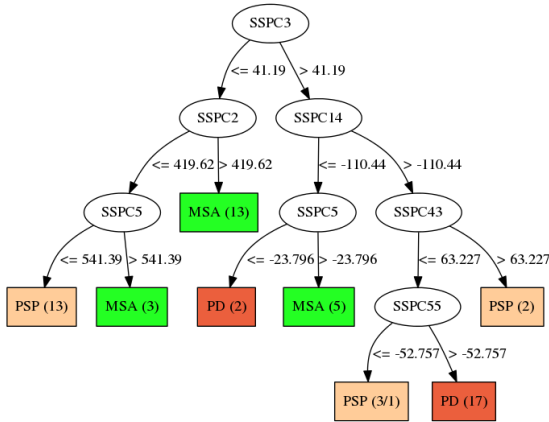 SSPC3
<= 41.19 > 41.19
SSPC2 SSPC14
<= 419.62 > 419.62 <= -110.44 > -110.44
SSPC5 MSA (13) SSPC5 SSPC43
<= 541.39 > 541.39 <= -23.796 > -23.796 <= 63.227 > 63.227
PSP (13) MSA (3) PD (2) MSA (5) SSPC55 PSP (2)
<= -52.757 > -52.757
PSP (3/1) PD (17)